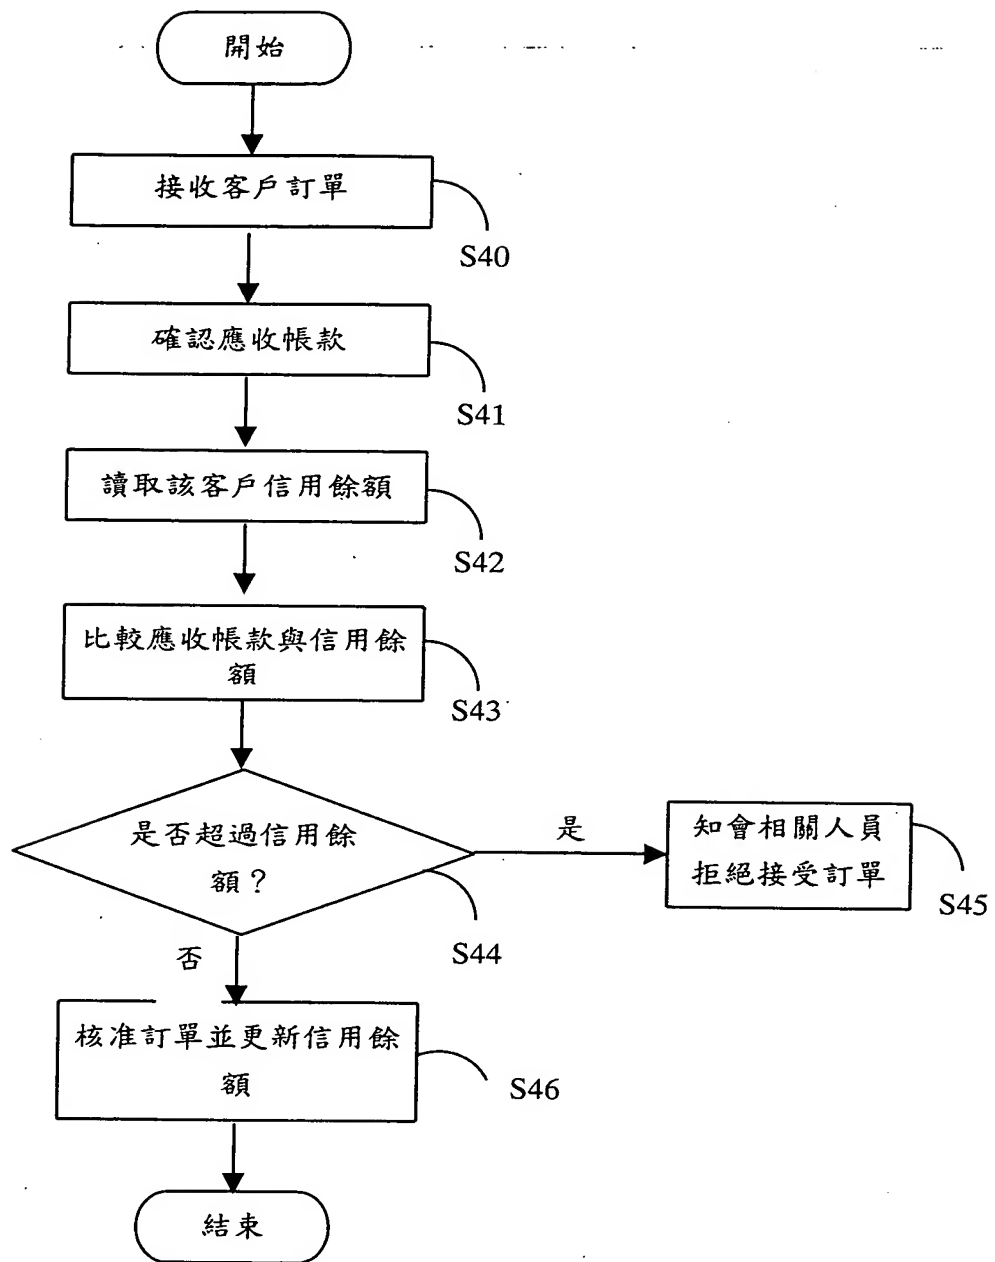 開始
接收客戶訂單
S40
確認應收帳款
S41
讀取該客戶信用餘額
S42
比較應收帳款與信用餘
額
S43
是否超過信用餘
額？
S44
是
知會相關人員
拒絕接受訂單
S45
否
核准訂單並更新信用餘
額
S46
結束